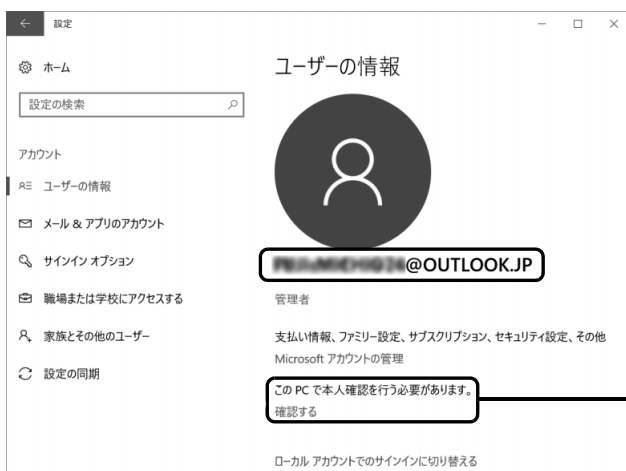 設定
ホーム
設定の検索
アカウント
ユーザーの情報
メール & アプリのアカウント
サインイン オプション
職場または学校にアクセスする
家族とその他のユーザー
設定の同期
ユーザーの情報
@OUTLOOK.JP
管理者
支払い情報、ファミリー設定、サブスクリプション、セキュリティ設定、その他
Microsoft アカウントの管理
この PC で本人確認を行う必要があります。
確認する
ローカル アカウントでのサインインに切り替える